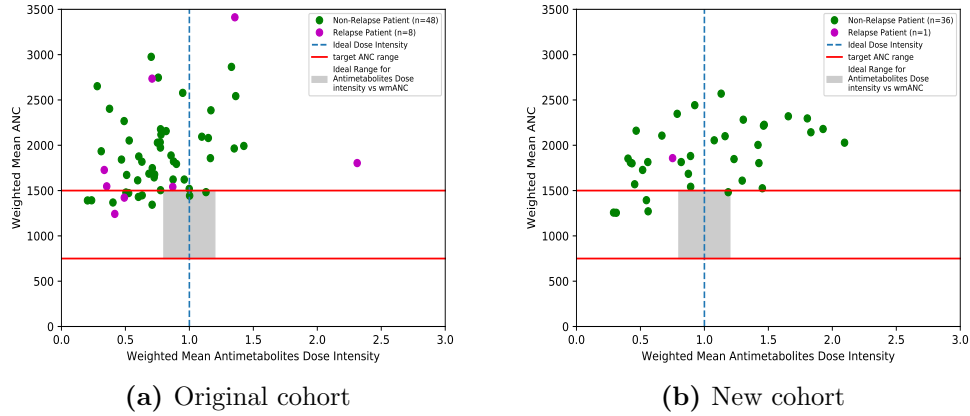 3500
3000
2500
2000
1500
1000
500
0
Weighted Mean ANC
0.0 0.5 1.0 1.5 2.0 2.5 3.0
Weighted Mean Antimetabolites Dose Intensity
Non-Relapse Patient (n=48)
Relapse Patient (n=8)
Ideal Dose Intensity
target ANC range
Ideal Range for
Antimetabolites Dose
intensity vs wmANC
(a) Original cohort
3500
3000
2500
2000
1500
1000
500
0
Weighted Mean ANC
0.0 0.5 1.0 1.5 2.0 2.5 3.0
Weighted Mean Antimetabolites Dose Intensity
Non-Relapse Patient (n=36)
Relapse Patient (n=1)
Ideal Dose Intensity
target ANC range
Ideal Range for
Antimetabolites Dose
intensity vs wmANC
(b) New cohort